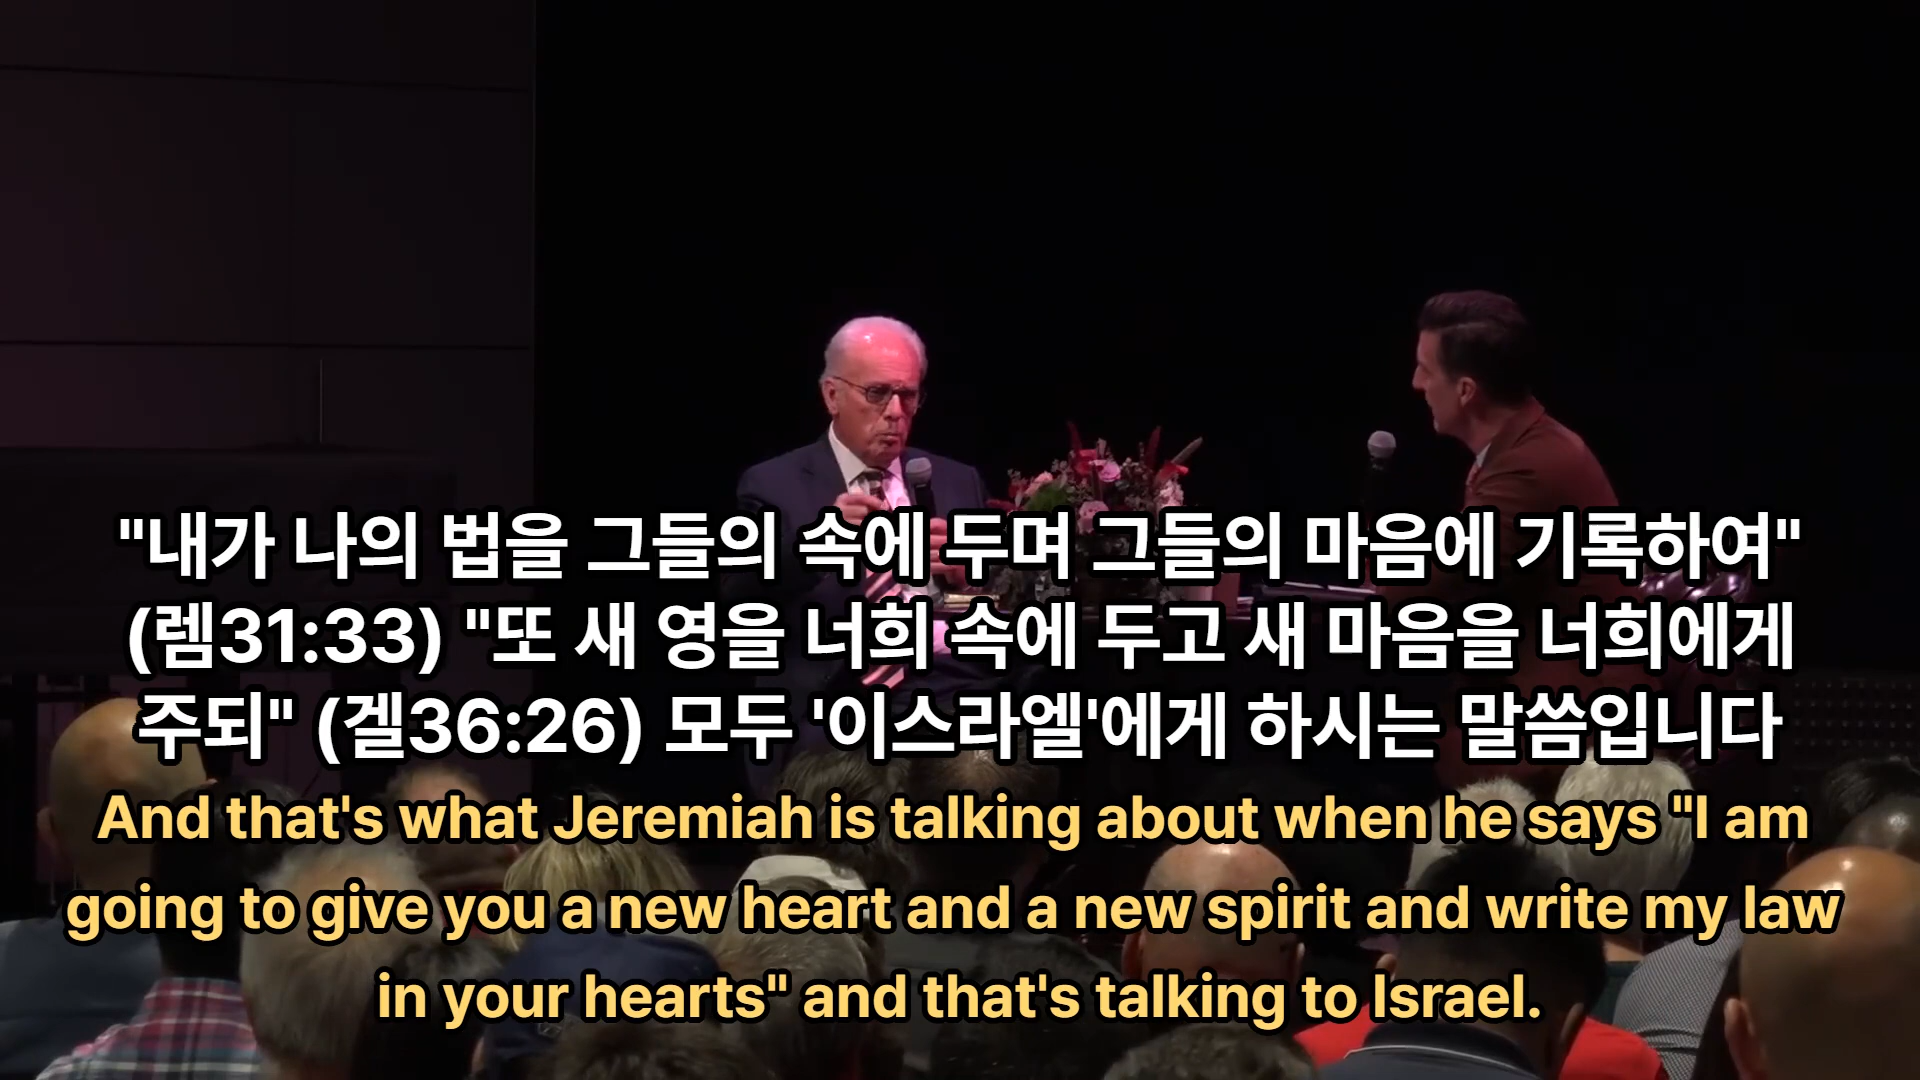 "내가 나의 법을 그들의 속에 두며 그들의 마음에 기록하여"
(렘31:33) "또 새 영을 너희 속에 두고 새 마음을 너희에게
주되" (겔36:26) 모두 '이스라엘'에게 하시는 말씀입니다
And that's what Jeremiah is talking about when he says "I am
going to give you a new heart and a new spirit and write my law
in your hearts" and that's talking to Israel.